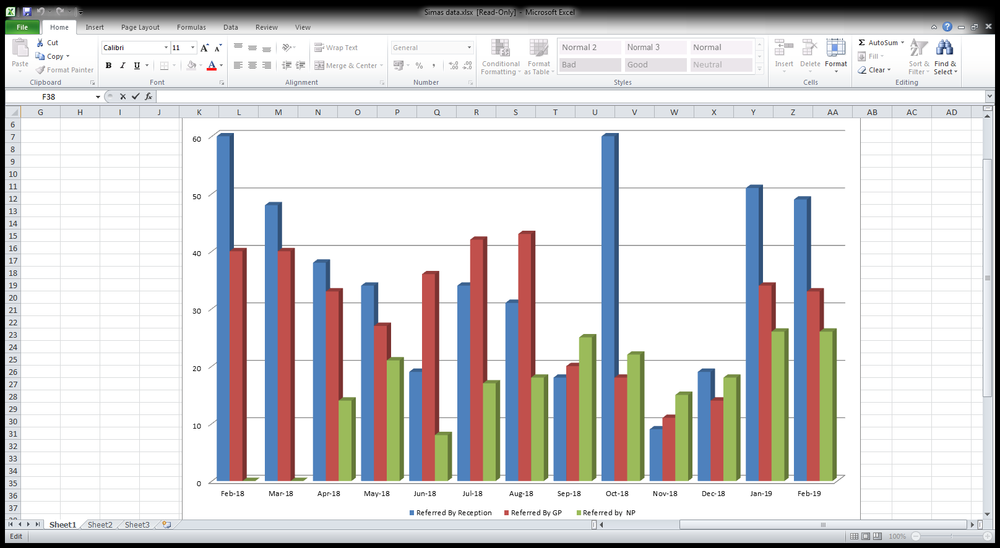 Simas data.xlsx [Read-Only] - Microsoft Excel
File Home Insert Page Layout Formulas Data Review View
Cut
Copy
Format Painter
Paste
Clipboard
Calibri 11
B I U A
Font
Wrap Text
Merge & Center
Alignment
General
% ,
Number
Conditional Formatting
Format as Table
Normal 2 Normal 3 Normal
Bad Good Neutral
Styles
Insert Delete Format
Cells
Σ AutoSum
Fill
Clear
Sort & Filter
Find & Select
Editing
F38 fx
G H I J K L M N O P Q R S T U V W X Y Z AA AB AC AD
6
7
8
9
10
11
12
13
14
15
16
17
18
19
20
21
22
23
24
25
26
27
28
29
30
31
32
33
34
35
36
37
38
60
50
40
30
20
10
0
Feb-18 Mar-18 Apr-18 May-18 Jun-18 Jul-18 Aug-18 Sep-18 Oct-18 Nov-18 Dec-18 Jan-19 Feb-19
Referred By Reception Referred By GP Referred by NP
Sheet1 Sheet2 Sheet3
Edit 100%